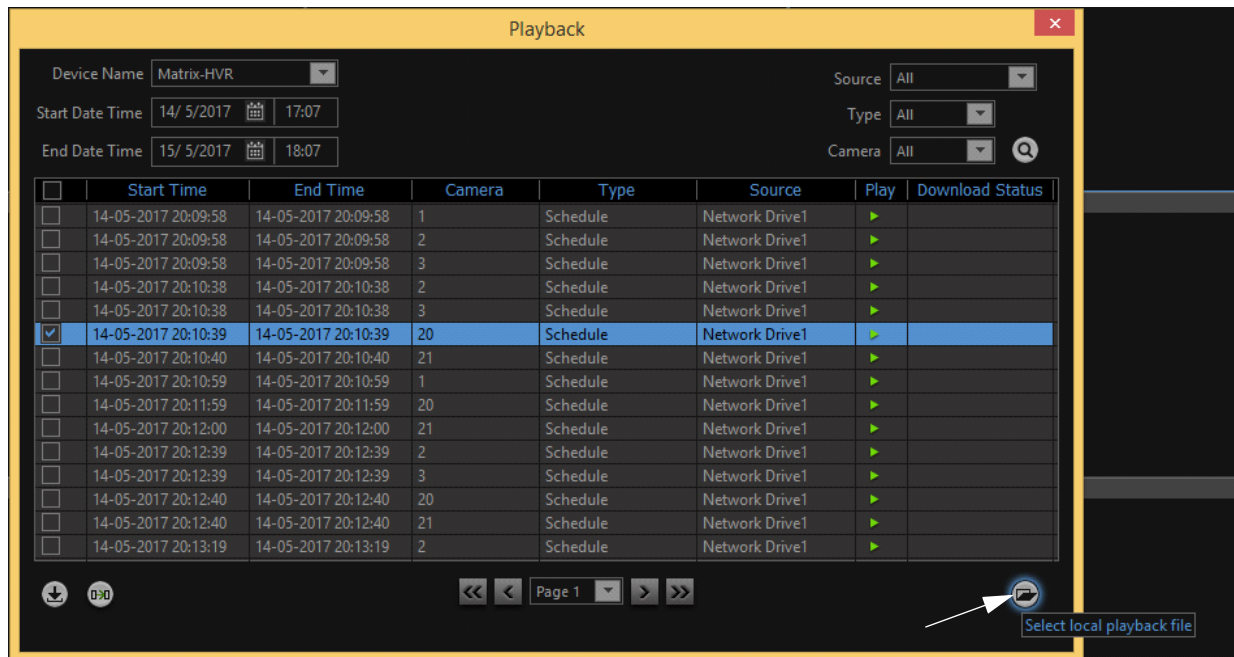 Playback
Device Name Matrix-HVR Source All
Start Date Time 14/ 5/2017 17:07 Type All
End Date Time 15/ 5/2017 18:07 Camera All
Start Time End Time Camera Type Source Play Download Status
14-05-2017 20:09:58 14-05-2017 20:09:58 1 Schedule Network Drive1
14-05-2017 20:09:58 14-05-2017 20:09:58 2 Schedule Network Drive1
14-05-2017 20:09:58 14-05-2017 20:09:58 3 Schedule Network Drive1
14-05-2017 20:10:38 14-05-2017 20:10:38 2 Schedule Network Drive1
14-05-2017 20:10:38 14-05-2017 20:10:38 3 Schedule Network Drive1
14-05-2017 20:10:39 14-05-2017 20:10:39 20 Schedule Network Drive1
14-05-2017 20:10:40 14-05-2017 20:10:40 21 Schedule Network Drive1
14-05-2017 20:10:59 14-05-2017 20:10:59 1 Schedule Network Drive1
14-05-2017 20:11:59 14-05-2017 20:11:59 20 Schedule Network Drive1
14-05-2017 20:12:00 14-05-2017 20:12:00 21 Schedule Network Drive1
14-05-2017 20:12:39 14-05-2017 20:12:39 2 Schedule Network Drive1
14-05-2017 20:12:39 14-05-2017 20:12:39 3 Schedule Network Drive1
14-05-2017 20:12:40 14-05-2017 20:12:40 20 Schedule Network Drive1
14-05-2017 20:12:40 14-05-2017 20:12:40 21 Schedule Network Drive1
14-05-2017 20:13:19 14-05-2017 20:13:19 2 Schedule Network Drive1
Page 1
Select local playback file